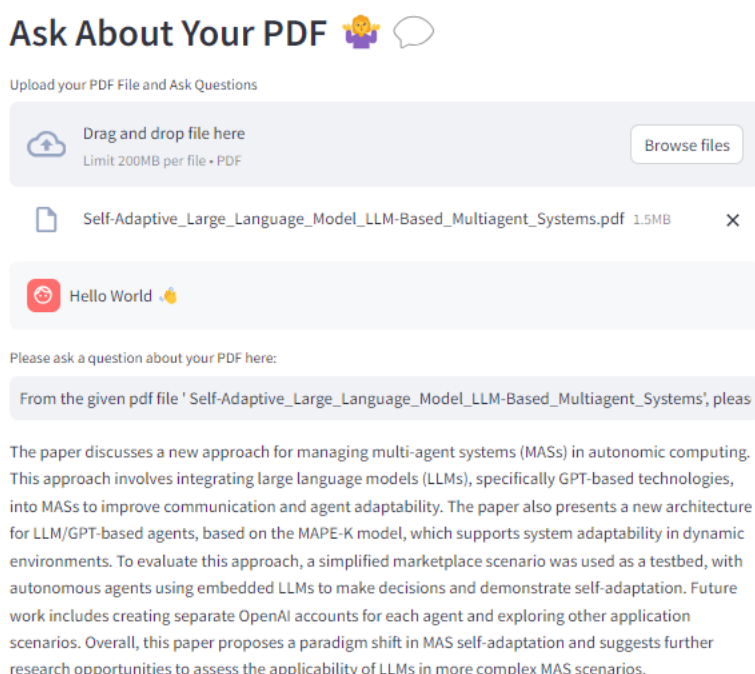 Ask About Your PDF 🤷‍♀️ 💬
Upload your PDF File and Ask Questions
Drag and drop file here
Limit 200MB per file • PDF
Browse files
Self-Adaptive_Large_Language_Model_LLM-Based_Multiagent_Systems.pdf 1.5MB
Hello World 👋
Please ask a question about your PDF here:
From the given pdf file ' Self-Adaptive_Large_Language_Model_LLM-Based_Multiagent_Systems', pleas
The paper discusses a new approach for managing multi-agent systems (MASs) in autonomic computing.
This approach involves integrating large language models (LLMs), specifically GPT-based technologies,
into MASs to improve communication and agent adaptability. The paper also presents a new architecture
for LLM/GPT-based agents, based on the MAPE-K model, which supports system adaptability in dynamic
environments. To evaluate this approach, a simplified marketplace scenario was used as a testbed, with
autonomous agents using embedded LLMs to make decisions and demonstrate self-adaptation. Future
work includes creating separate OpenAI accounts for each agent and exploring other application
scenarios. Overall, this paper proposes a paradigm shift in MAS self-adaptation and suggests further
research opportunities to assess the applicability of LLMs in more complex MAS scenarios.